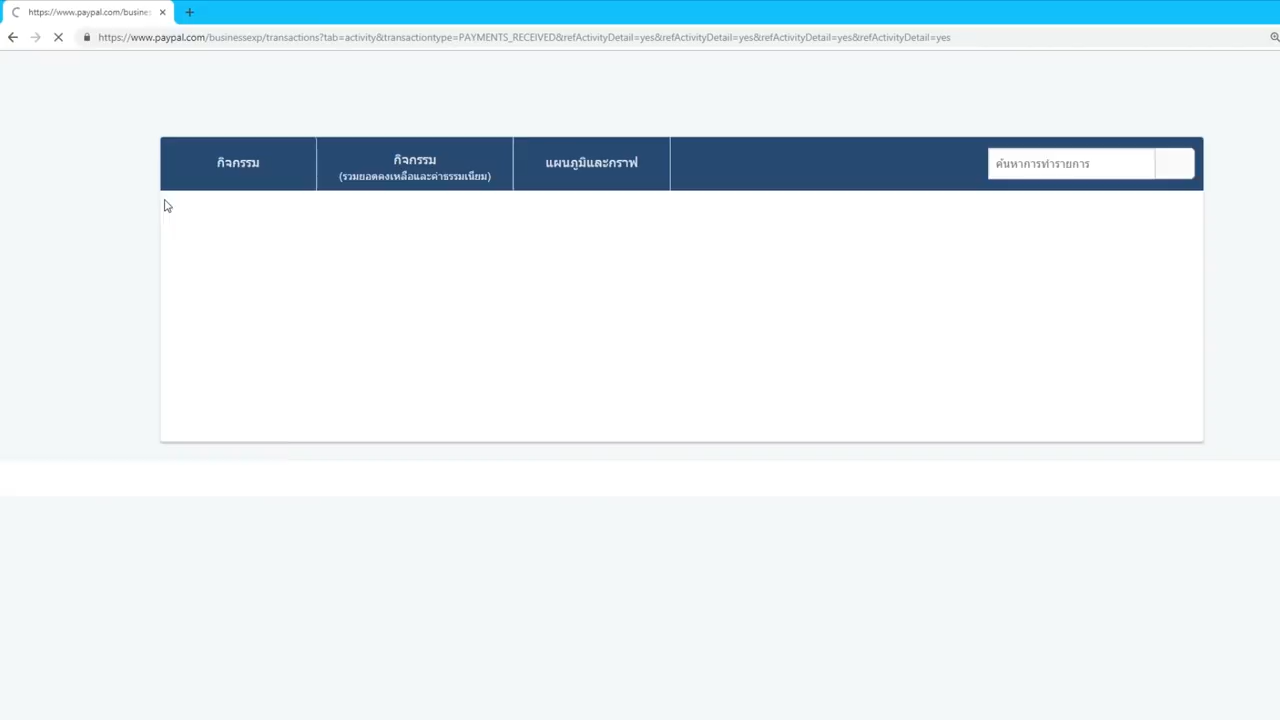 https://www.paypal.com/busines
https://www.paypal.com/businessexp/transactions?tab=activity&transactiontype=PAYMENTS_RECEIVED&refActivityDetail=yes&refActivityDetail=yes&refActivityDetail=yes&refActivityDetail=yes
กิจกรรม
กิจกรรม
(รวมยอดคงเหลือและค่าธรรมเนียม)
แผนภูมิและกราฟ
ค้นหาการทำรายการ